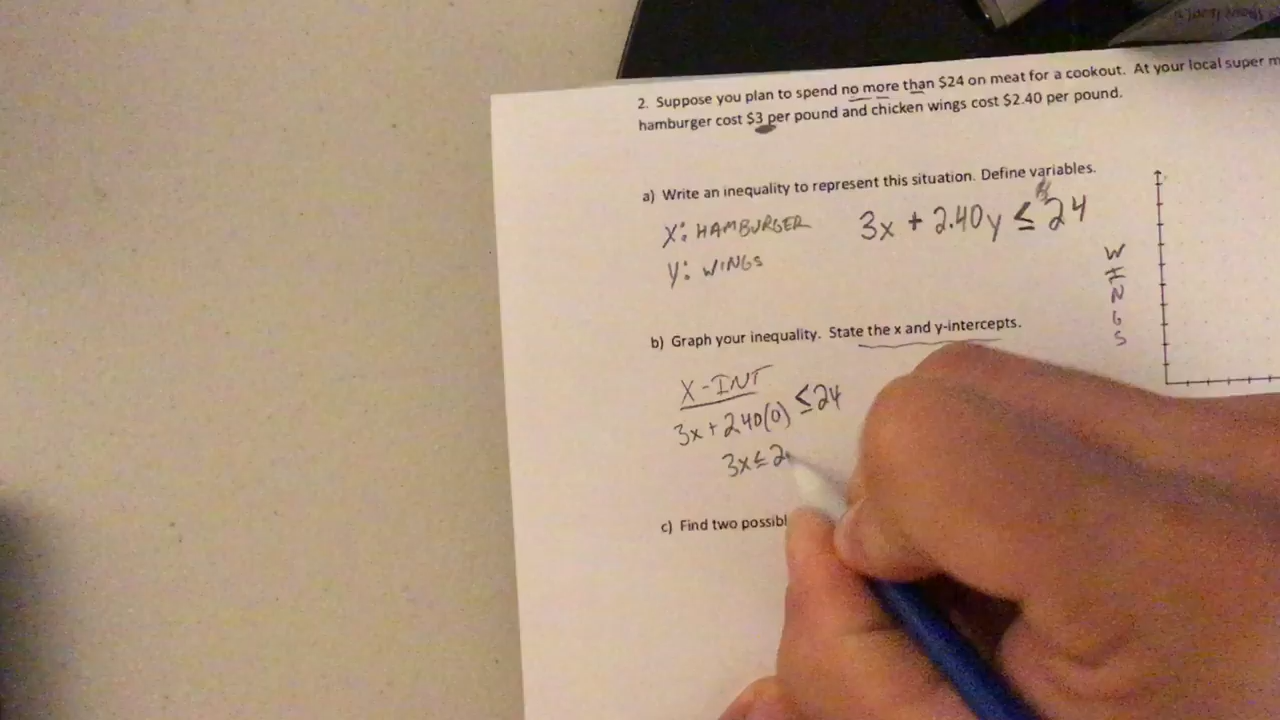 2. Suppose you plan to spend no more than $24 on meat for a cookout. At your local super
hamburger cost $3 per pound and chicken wings cost $2.40 per pound.
a) Write an inequality to represent this situation. Define variables.
X: HAMBURGER 3x + 2.40y ≤ 24
Y: WINGS
W
I
N
G
S
b) Graph your inequality. State the x and y-intercepts.
X-INT
3x + 2.40(0) ≤ 24
3x ≤ 2
c) Find two possibl